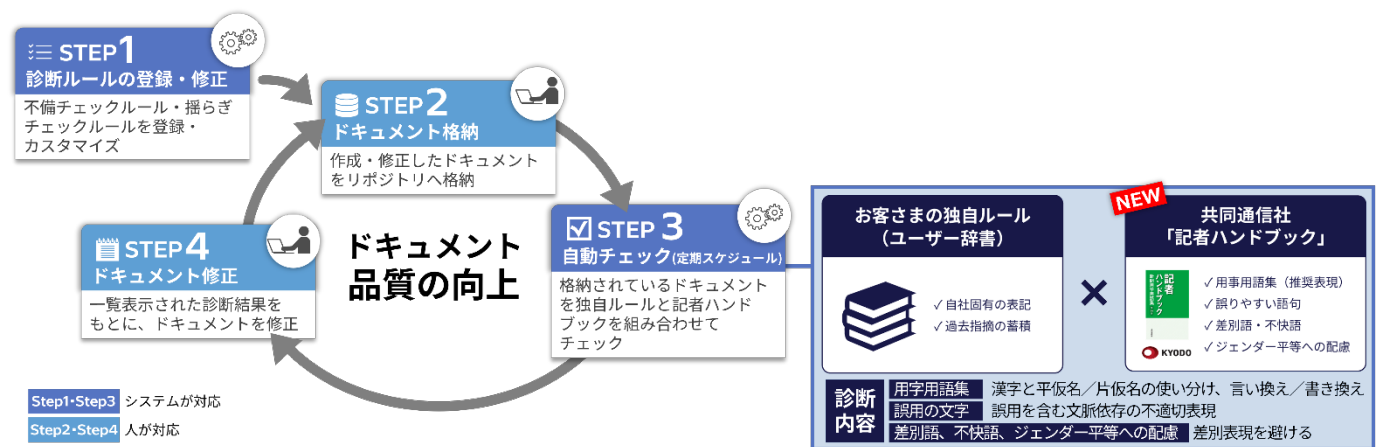 STEP1
診断ルールの登録・修正
不備チェックルール・揺らぎ
チェックルールを登録・
カスタマイズ
STEP2
ドキュメント格納
作成・修正したドキュメント
をリポジトリへ格納
STEP 3
自動チェック(定期スケジュール)
格納されているドキュメント
を独自ルールと記者ハンド
ブックを組み合わせて
チェック
STEP4
ドキュメント修正
一覧表示された診断結果を
もとに、ドキュメントを修正
ドキュメント
品質の向上
Step1・Step3 システムが対応
Step2・Step4 人が対応
お客さまの独自ルール
（ユーザー辞書）
✓自社固有の表記
✓過去指摘の蓄積
×
NEW
共同通信社
「記者ハンドブック」
記者
ハンドブック
KYODO
✓用事用語集（推奨表現）
✓誤りやすい語句
✓差別語・不快語
✓ジェンダー平等への配慮
診断
内容
用字用語集 漢字と平仮名／片仮名の使い分け、言い換え／書き換え
誤用の文字 誤用を含む文脈依存の不適切表現
差別語、不快語、ジェンダー平等への配慮 差別表現を避ける